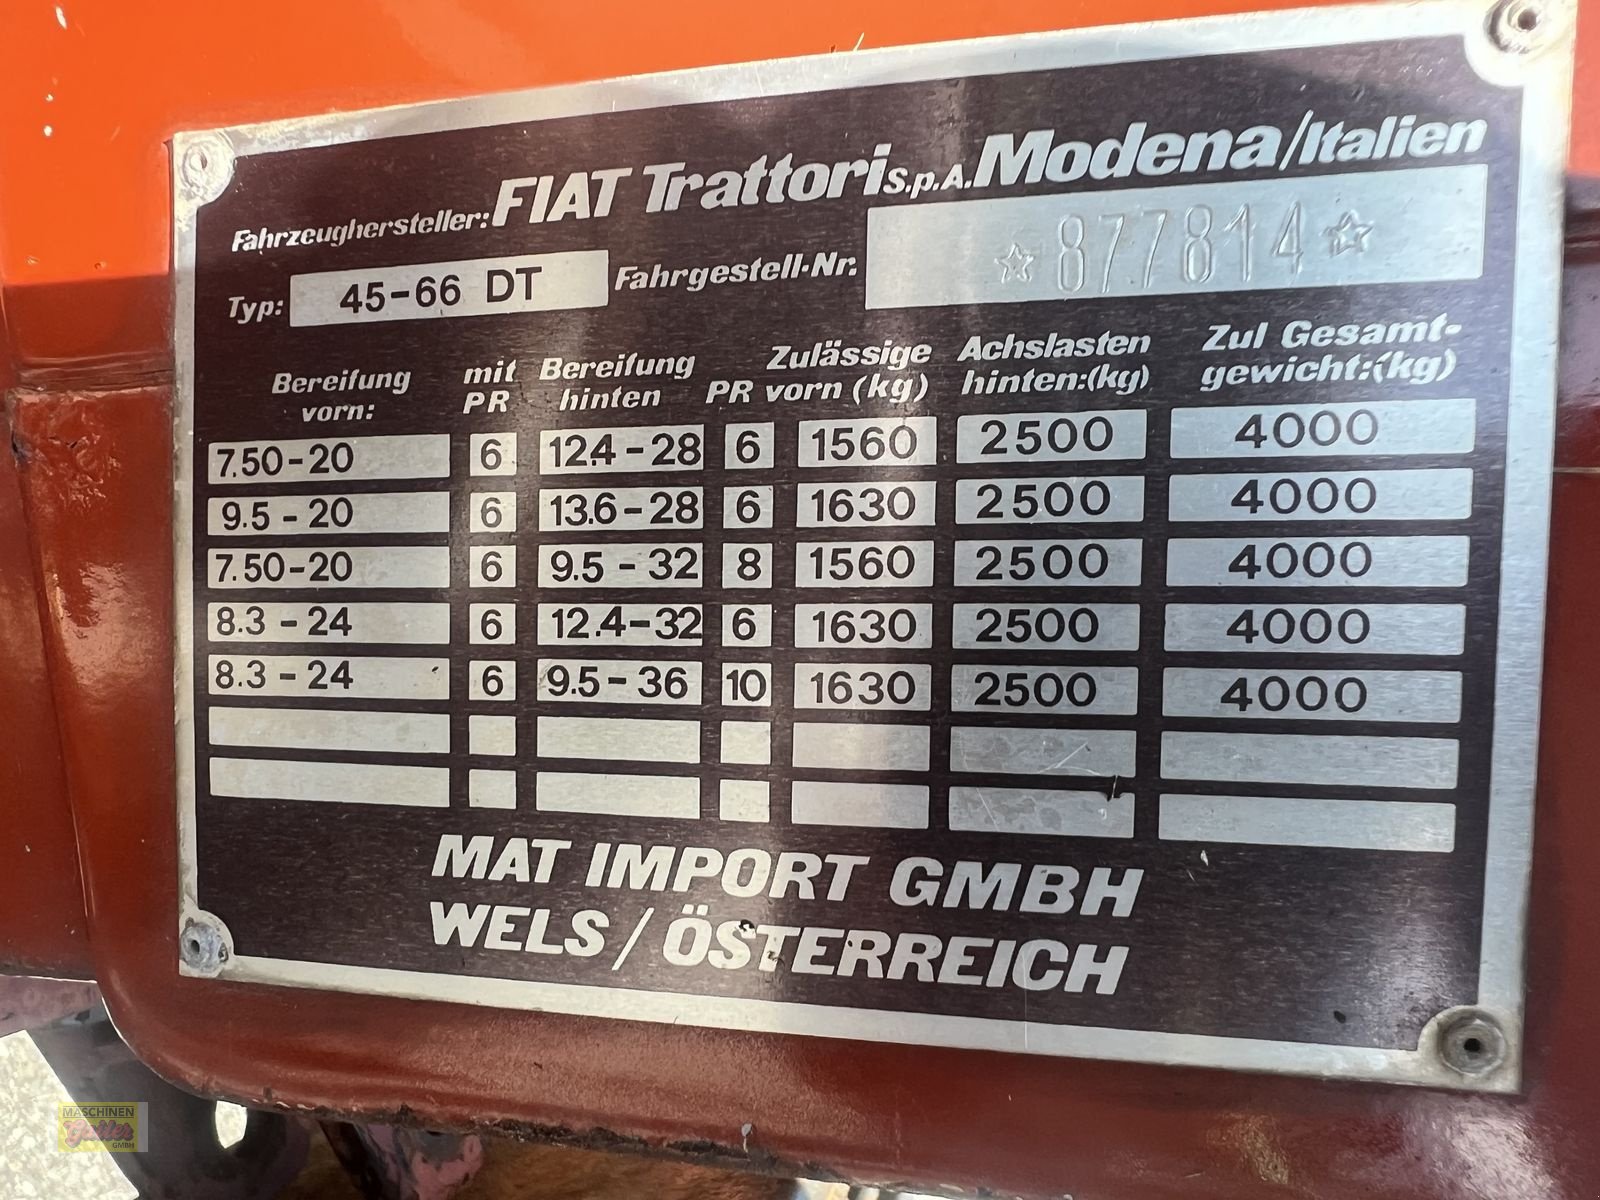 Fahrzeughersteller: FIAT Trattori S.p.A. Modena/Italien
Typ: 45-66 DT Fahrgestell-Nr. ☆877814☆
Bereifung vorn: mit PR Bereifung hinten PR Zulässige vorn (kg) Achslasten hinten:(kg) Zul Gesamt-gewicht:(kg)
7.50-20 6 12.4-28 6 1560 2500 4000
9.5-20 6 13.6-28 6 1630 2500 4000
7.50-20 6 9.5-32 8 1560 2500 4000
8.3-24 6 12.4-32 6 1630 2500 4000
8.3-24 6 9.5-36 10 1630 2500 4000
MAT IMPORT GMBH
WELS/ÖSTERREICH
MASCHINEN
Gailer
GMBH